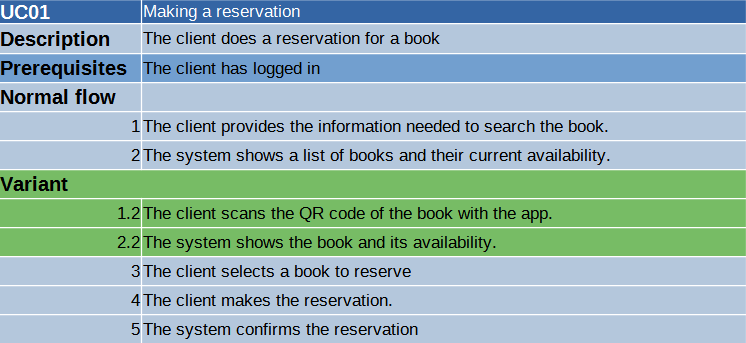 UC01 Making a reservation
Description The client does a reservation for a book
Prerequisites The client has logged in
Normal flow
1 The client provides the information needed to search the book.
2 The system shows a list of books and their current availability.
Variant
1.2 The client scans the QR code of the book with the app.
2.2 The system shows the book and its availability.
3 The client selects a book to reserve
4 The client makes the reservation.
5 The system confirms the reservation